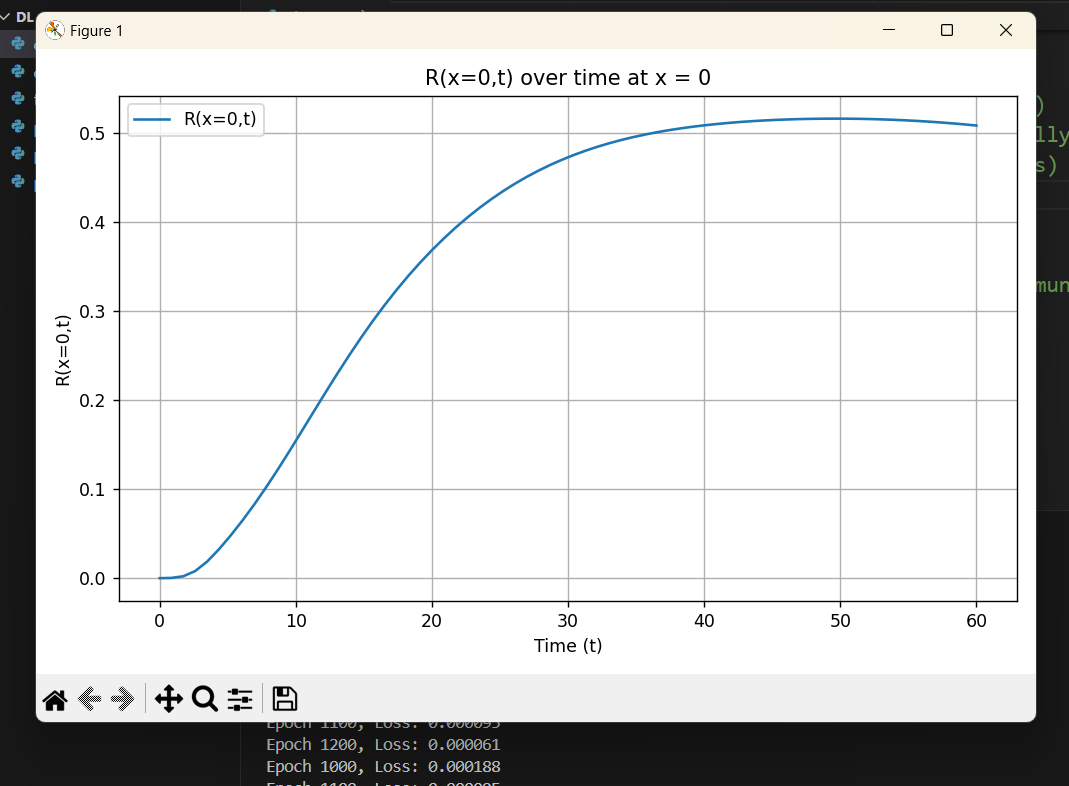 DL
Figure 1
R(x=0,t) over time at x = 0
R(x=0,t)
0.5
0.4
0.3
0.2
0.1
0.0
R(x=0,t)
0
10
20
30
40
50
60
Time (t)
)
lly
s)
mun
Epoch 1100, Loss: 0.000095
Epoch 1200, Loss: 0.000061
Epoch 1000, Loss: 0.000188